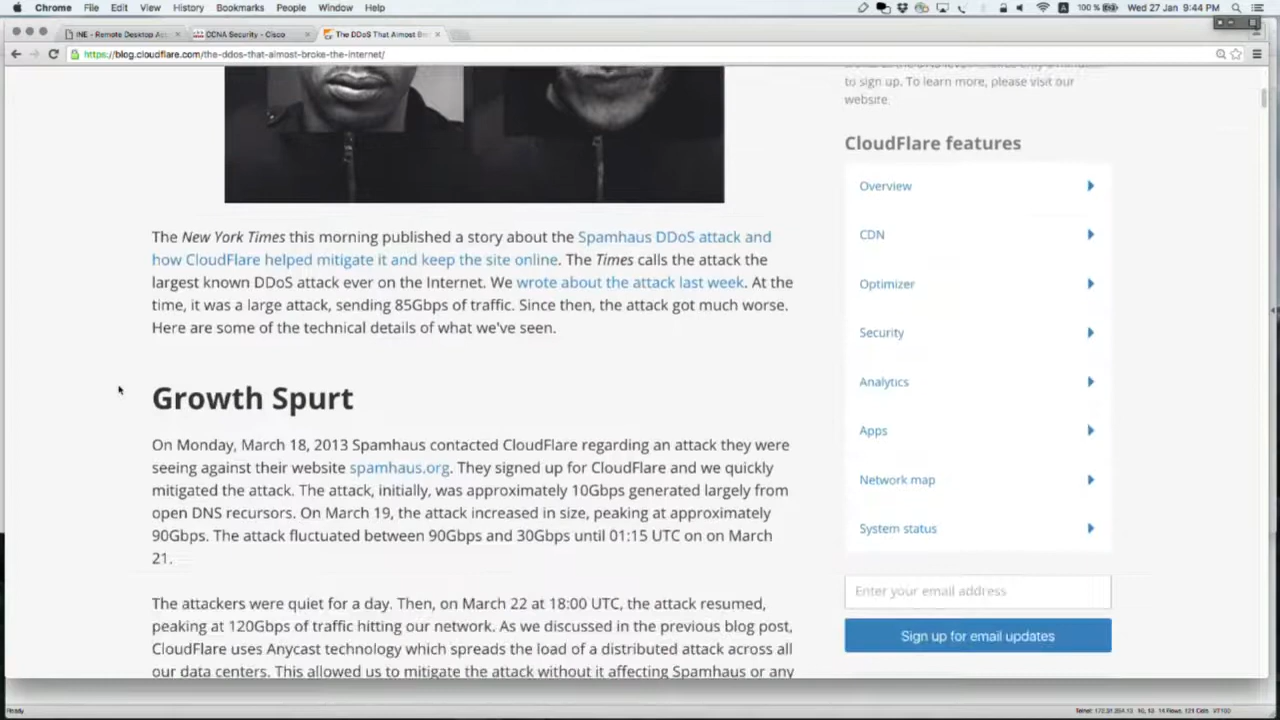 Chrome File Edit View History Bookmarks People Window Help
100 % Wed 27 Jan 9:44 PM
INE - Remote Desktop Acc
CCNA Security - Cisco
The DDoS That Almost Bro
https://blog.cloudflare.com/the-ddos-that-almost-broke-the-internet/
The New York Times this morning published a story about the Spamhaus DDoS attack and
how CloudFlare helped mitigate it and keep the site online. The Times calls the attack the
largest known DDoS attack ever on the Internet. We wrote about the attack last week. At the
time, it was a large attack, sending 85Gbps of traffic. Since then, the attack got much worse.
Here are some of the technical details of what we've seen.
Growth Spurt
On Monday, March 18, 2013 Spamhaus contacted CloudFlare regarding an attack they were
seeing against their website spamhaus.org. They signed up for CloudFlare and we quickly
mitigated the attack. The attack, initially, was approximately 10Gbps generated largely from
open DNS recursors. On March 19, the attack increased in size, peaking at approximately
90Gbps. The attack fluctuated between 90Gbps and 30Gbps until 01:15 UTC on on March
21.
The attackers were quiet for a day. Then, on March 22 at 18:00 UTC, the attack resumed,
peaking at 120Gbps of traffic hitting our network. As we discussed in the previous blog post,
CloudFlare uses Anycast technology which spreads the load of a distributed attack across all
our data centers. This allowed us to mitigate the attack without it affecting Spamhaus or any
to sign up. To learn more, please visit our
website.
CloudFlare features
Overview
CDN
Optimizer
Security
Analytics
Apps
Network map
System status
Enter your email address
Sign up for email updates
Ready